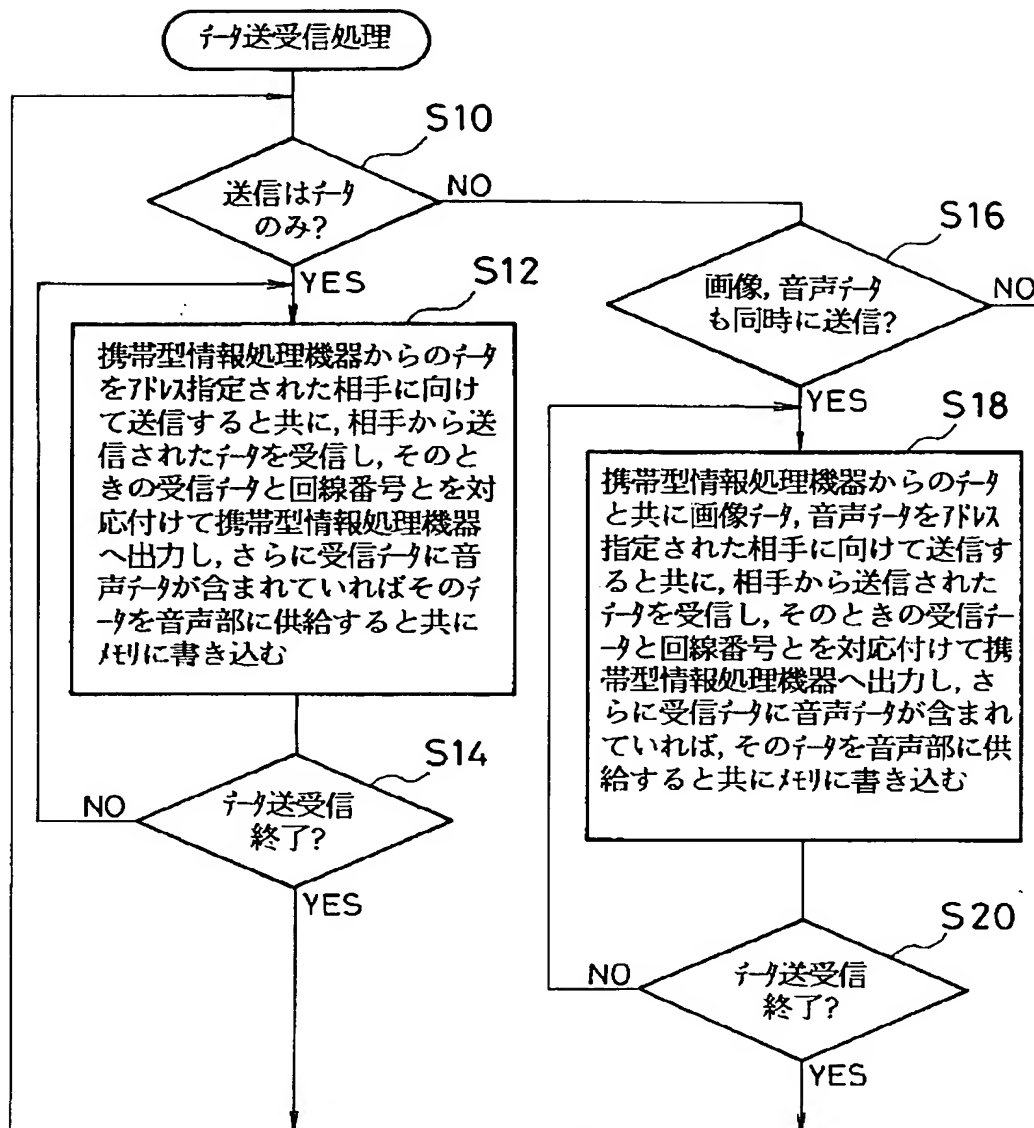 データ送受信処理
S10
送信はデータ
のみ?
NO
YES
S12
携帯型情報処理機器からのデータ
をアドレス指定された相手に向け
て送信すると共に,相手から送
信されたデータを受信し,そのと
きの受信データと回線番号とを対
応付けて携帯型情報処理機器
へ出力し,さらに受信データに音
声データが含まれていればそのデ
ータを音声部に供給すると共に
メモリに書き込む
S14
データ送受信
終了?
NO
YES
S16
画像,音声データ
も同時に送信?
NO
YES
S18
携帯型情報処理機器からのデータ
と共に画像データ,音声データをアドレス
指定された相手に向けて送信す
ると共に,相手から送信された
データを受信し,そのときの受信デ
ータと回線番号とを対応付けて携
帯型情報処理機器へ出力し,さ
らに受信データに音声データが含まれ
ていれば,そのデータを音声部に供
給すると共にメモリに書き込む
S20
データ送受信
終了?
NO
YES